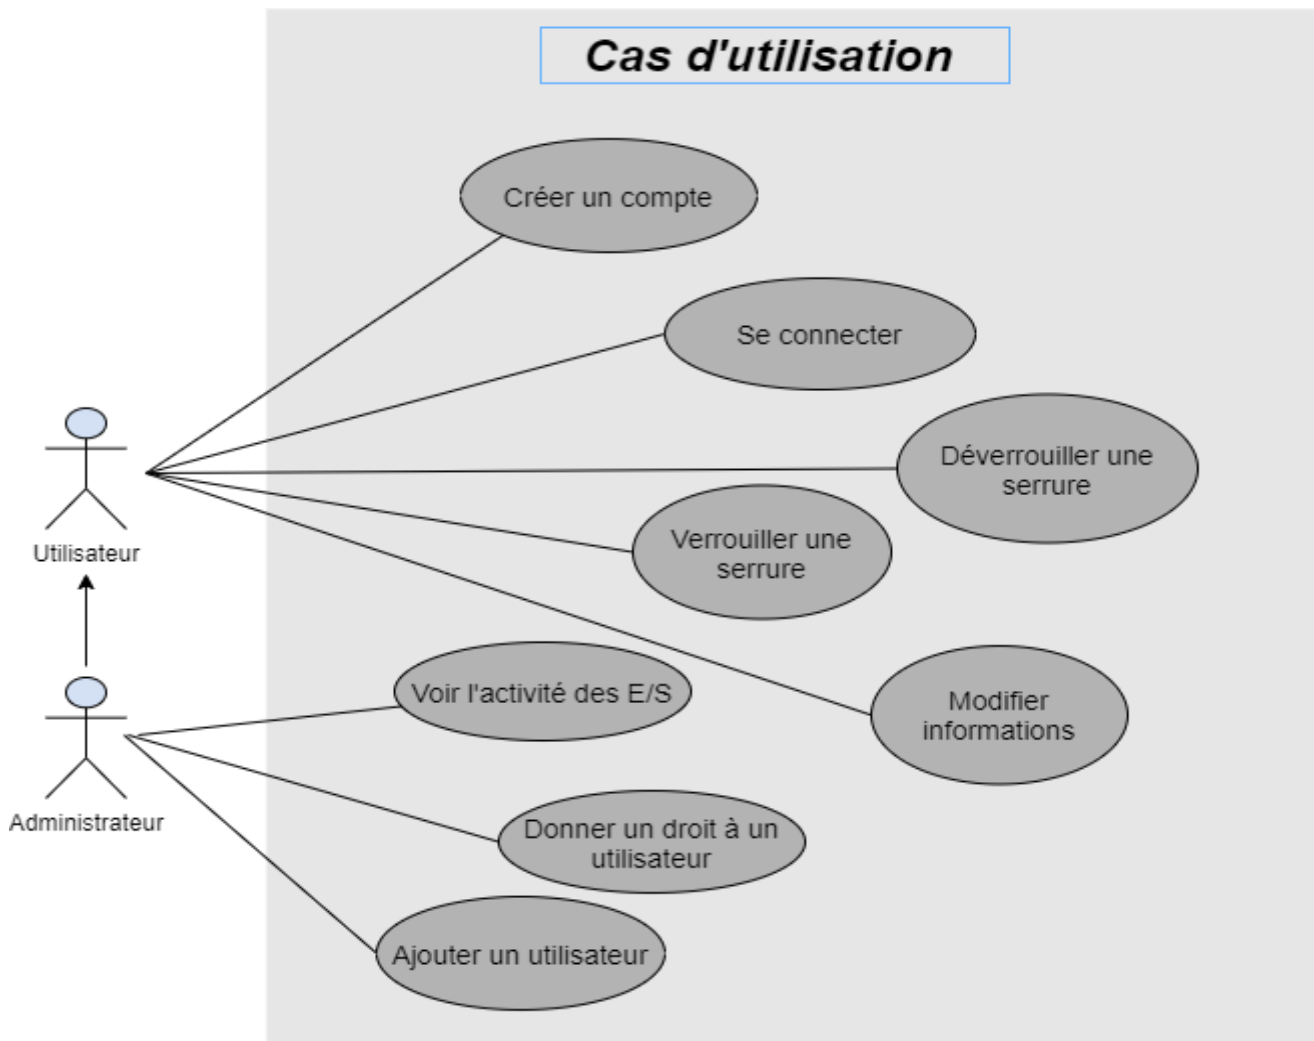 Cas d'utilisation
Créer un compte
Se connecter
Déverrouiller une
serrure
Verrouiller une
serrure
Utilisateur
Voir l'activité des E/S
Modifier
informations
Administrateur
Donner un droit à un
utilisateur
Ajouter un utilisateur